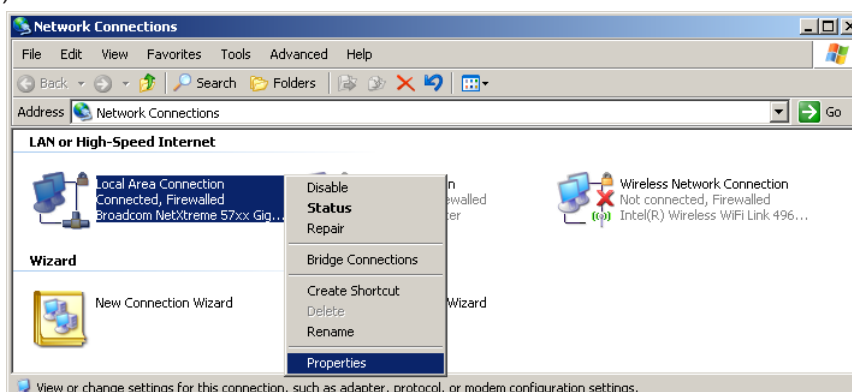 Network Connections
File Edit View Favorites Tools Advanced Help
Back Search Folders
Address Network Connections Go
LAN or High-Speed Internet
Local Area Connection
Connected, Firewalled
Broadcom NetXtreme 57xx Gig...
Disable
Status
Repair
Bridge Connections
Create Shortcut
Delete
Rename
Properties
Wireless Network Connection
Not connected, Firewalled
Intel(R) Wireless WiFi Link 496...
Wizard
New Connection Wizard
Wizard
View or change settings for this connection, such as adapter, protocol, or modem configuration settings.